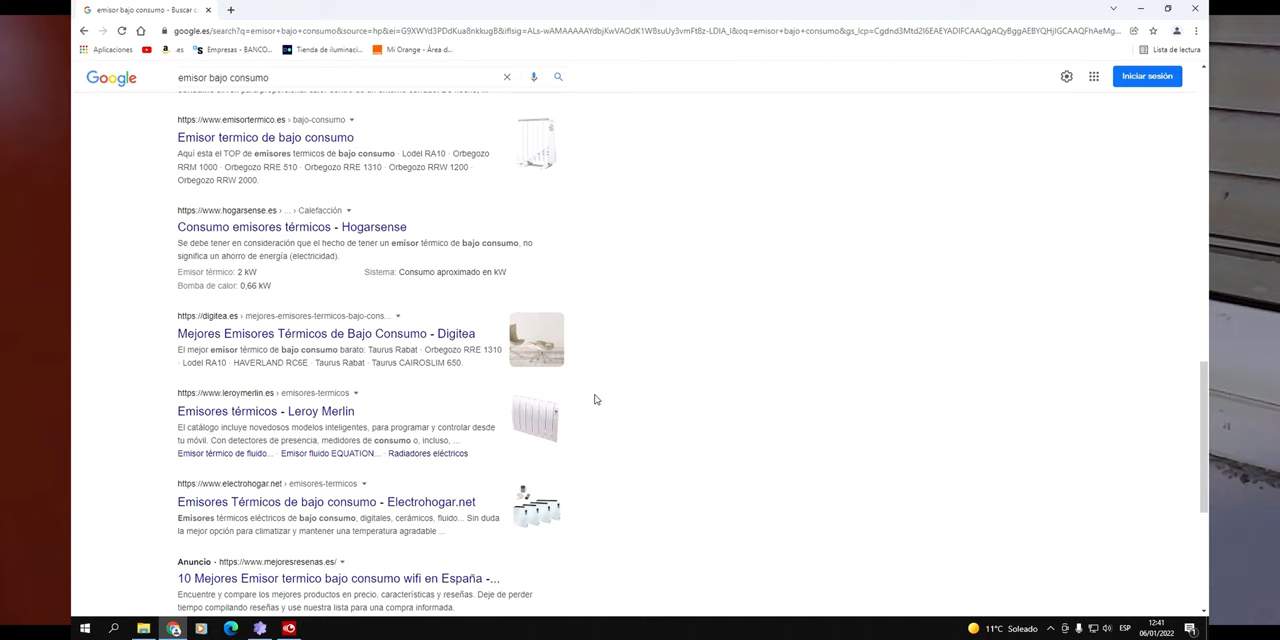 emisor bajo consumo - Buscar c
google.es/search?q=emisor+bajo+consumo&source=hp&ei=
Aplicaciones
.es
Empresas - BANCO...
Tienda de iluminaci...
Mi Orange - Área d...
Lista de lectura
Google
emisor bajo consumo
Iniciar sesión
https://www.emisortermico.es › bajo-consumo
Emisor termico de bajo consumo
Aquí esta el TOP de emisores termicos de bajo consumo · Lodel RA10 · Orbegozo
RRM 1000 · Orbegozo RRE 510 · Orbegozo RRE 1310 · Orbegozo RRW 1200 ·
Orbegozo RRW 2000.
https://www.hogarsense.es › ... › Calefacción
Consumo emisores térmicos - Hogarsense
Se debe tener en consideración que el hecho de tener un emisor térmico de bajo consumo, no
significa un ahorro de energía (electricidad).
Emisor térmico: 2 kW
Sistema: Consumo aproximado en kW
Bomba de calor: 0,66 kW
https://digitea.es › mejores-emisores-termicos-bajo-cons...
Mejores Emisores Térmicos de Bajo Consumo - Digitea
El mejor emisor térmico de bajo consumo barato: Taurus Rabat · Orbegozo RRE 1310
· Lodel RA10 · HAVERLAND RC6E · Taurus Rabat · Taurus CAIROSLIM 650.
https://www.leroymerlin.es › emisores-termicos
Emisores térmicos - Leroy Merlin
El catálogo incluye novedosos modelos inteligentes, para programar y controlar desde
tu móvil. Con detectores de presencia, medidores de consumo o, incluso, ...
Emisor térmico de fluido... · Emisor fluido EQUATION... · Radiadores eléctricos
https://www.electrohogar.net › emisores-termicos
Emisores Térmicos de bajo consumo - Electrohogar.net
Emisores térmicos eléctricos de bajo consumo, digitales, cerámicos, fluido... Sin duda
la mejor opción para climatizar y mantener una temperatura agradable ...
Anuncio · https://www.mejoresresenas.es/
10 Mejores Emisor termico bajo consumo wifi en España -...
Encuentre y compare los mejores productos en precio, características y reseñas. Deje de perder
tiempo compilando reseñas y use nuestra lista para una compra informada.
11°C Soleado
ESP
12:41
06/01/2022